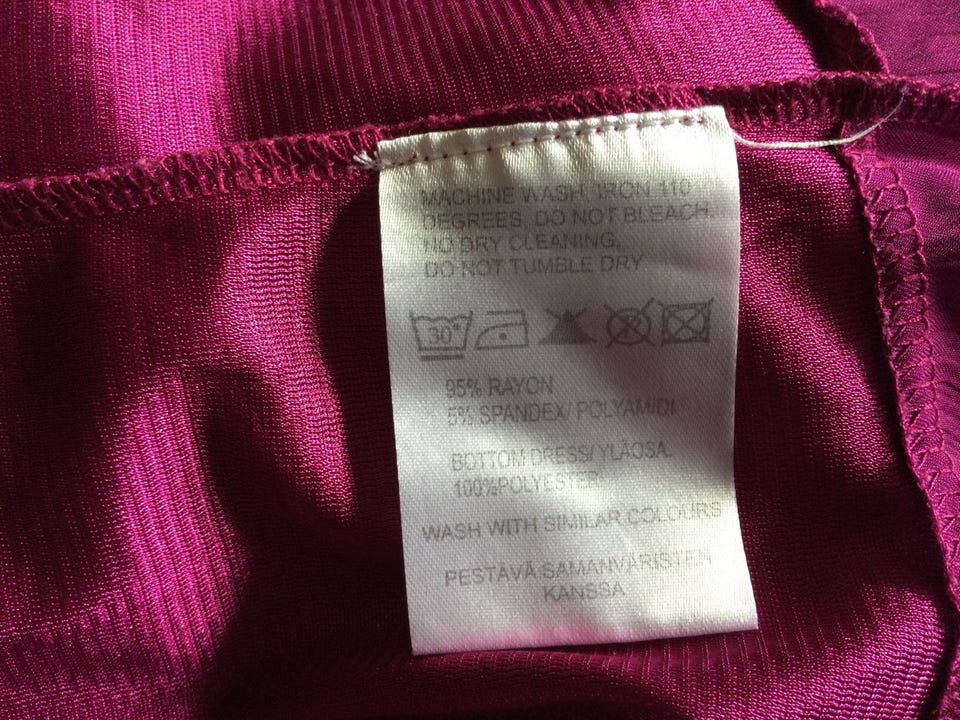 MACHINE WASH, IRON 110
DEGREES, DO NOT BLEACH,
NO DRY CLEANING,
DO NOT TUMBLE DRY
30°
95% RAYON
5% SPANDEX/ POLYAMIDI
BOTTOM DRESS/ YLÄOSA.
100%POLYESTER
WASH WITH SIMILAR COLOURS
PESTÄVÄ SAMANVÄRISTEN
KANSSA